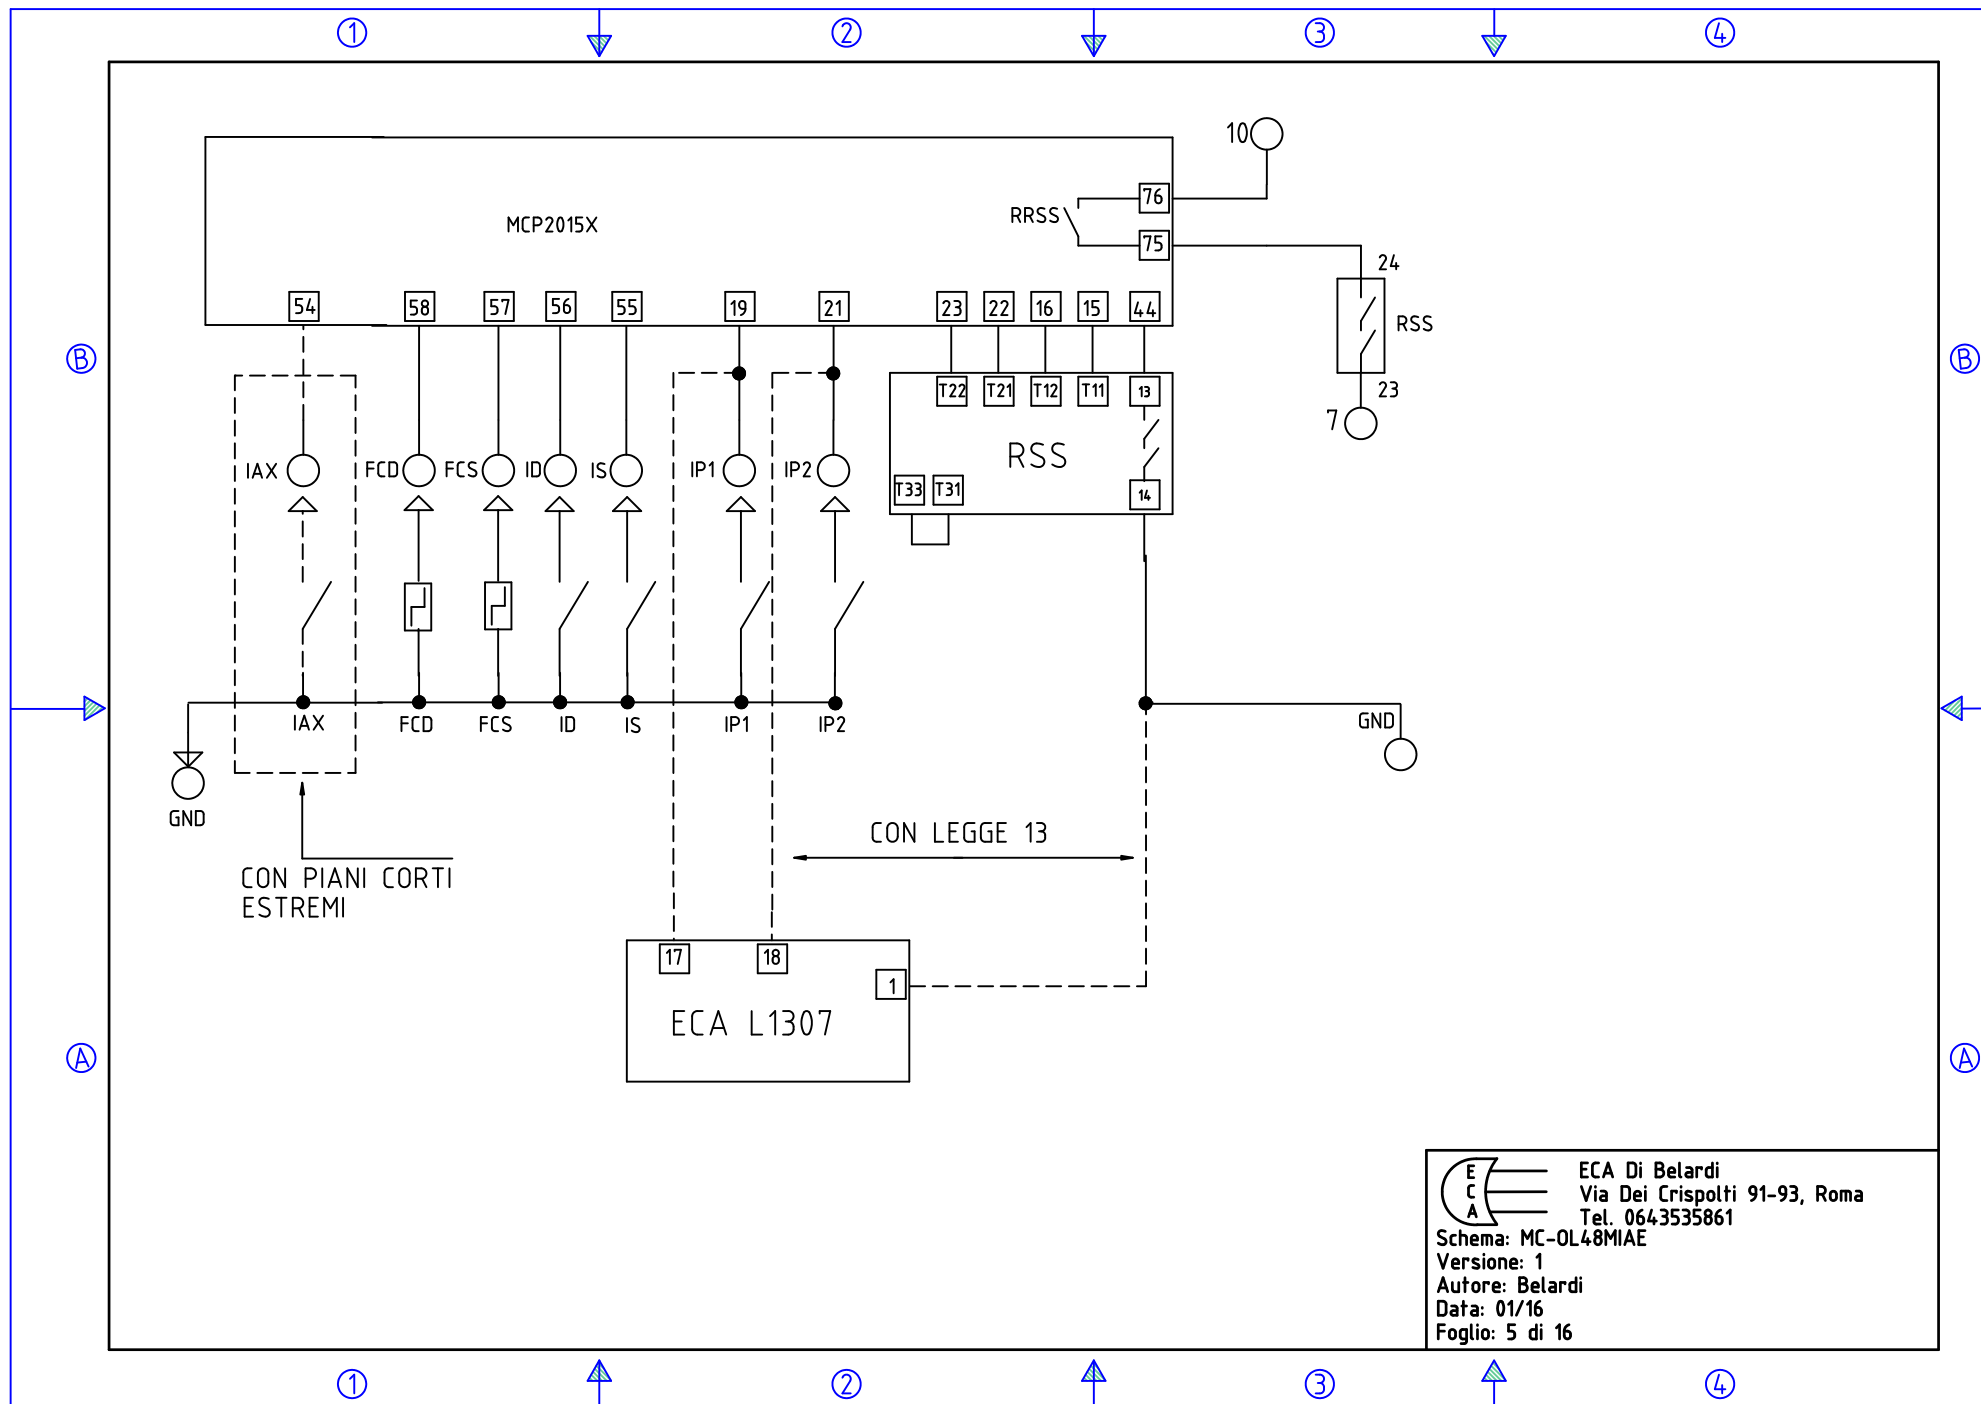 1 2 3 4
10
76
RRSS
MCP2015X
75
24
54 58 57 56 55 19 21 23 22 16 15 44
RSS
B B
T22 T21 T12 T11 13
23
7
RSS
IAX FCD FCS ID IS IP1 IP2
T33 T31 14
IAX FCD FCS ID IS IP1 IP2
GND
GND
CON LEGGE 13
CON PIANI CORTI
ESTREMI
17 18
1
ECA L1307
A A
E
C
A
ECA Di Belardi
Via Dei Crispolti 91-93, Roma
Tel. 0643535861
Schema: MC-OL48MIAE
Versione: 1
Autore: Belardi
Data: 01/16
Foglio: 5 di 16
1 2 3 4